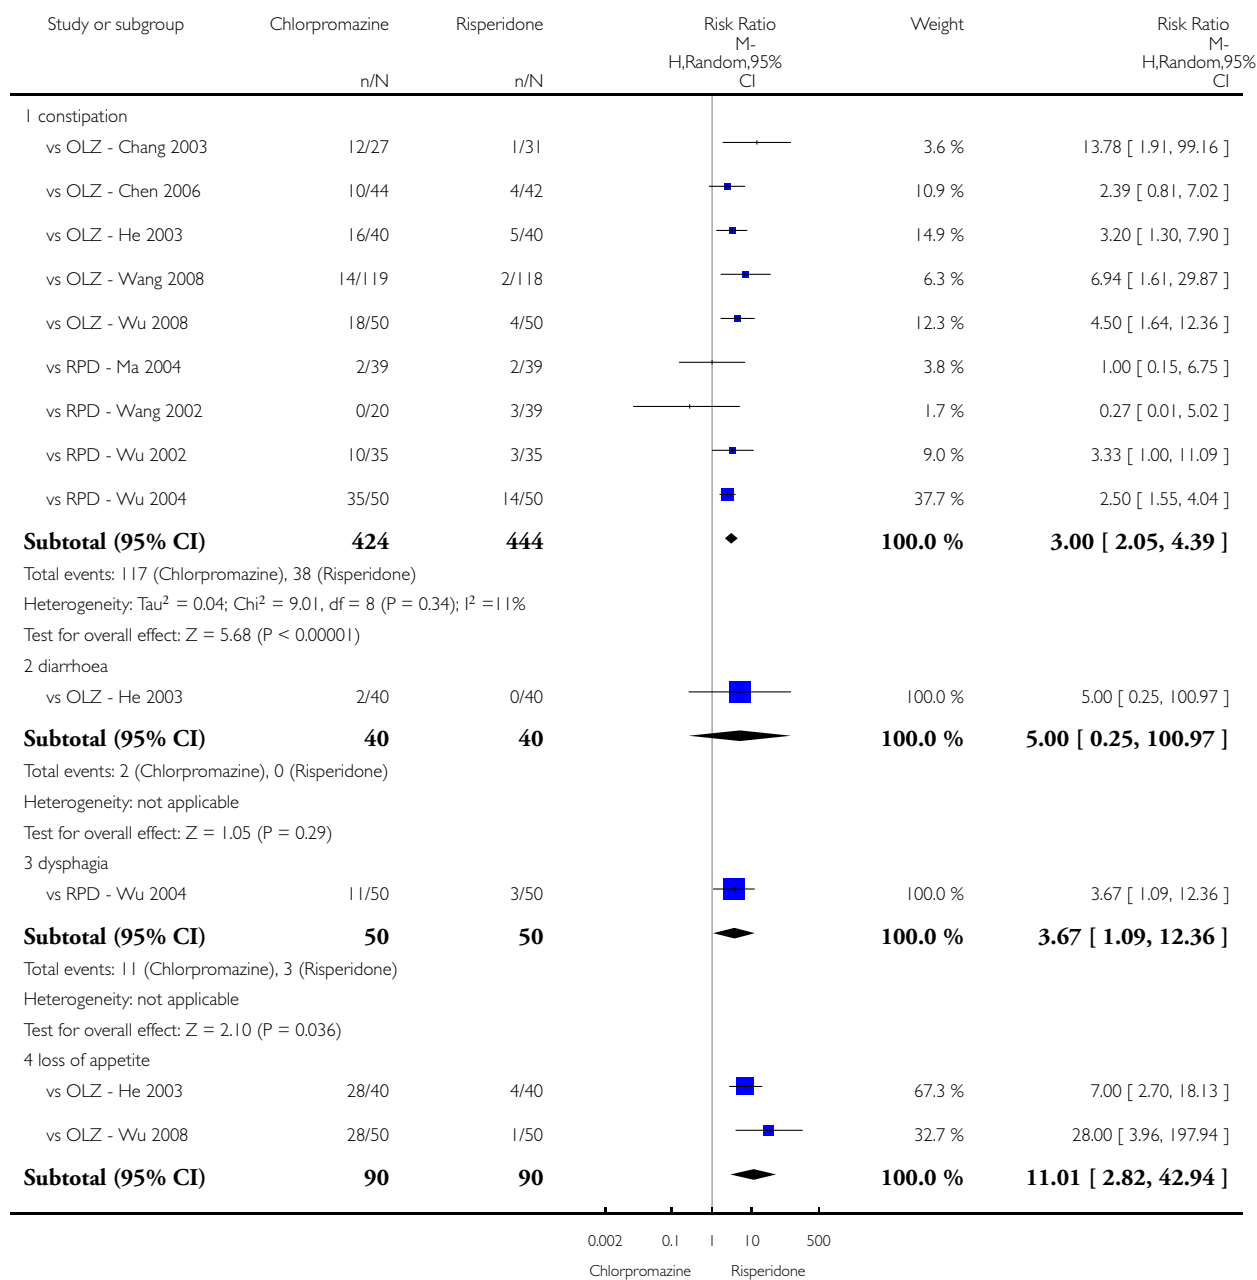 Study or subgroup Chlorpromazine Risperidone Risk Ratio Weight Risk Ratio
M- M-
H,Random,95% H,Random,95%
n/N n/N CI CI
1 constipation
vs OLZ - Chang 2003 12/27 1/31 3.6 % 13.78 [ 1.91, 99.16 ]
vs OLZ - Chen 2006 10/44 4/42 10.9 % 2.39 [ 0.81, 7.02 ]
vs OLZ - He 2003 16/40 5/40 14.9 % 3.20 [ 1.30, 7.90 ]
vs OLZ - Wang 2008 14/119 2/118 6.3 % 6.94 [ 1.61, 29.87 ]
vs OLZ - Wu 2008 18/50 4/50 12.3 % 4.50 [ 1.64, 12.36 ]
vs RPD - Ma 2004 2/39 2/39 3.8 % 1.00 [ 0.15, 6.75 ]
vs RPD - Wang 2002 0/20 3/39 1.7 % 0.27 [ 0.01, 5.02 ]
vs RPD - Wu 2002 10/35 3/35 9.0 % 3.33 [ 1.00, 11.09 ]
vs RPD - Wu 2004 35/50 14/50 37.7 % 2.50 [ 1.55, 4.04 ]
Subtotal (95% CI) 424 444 100.0 % 3.00 [ 2.05, 4.39 ]
Total events: 117 (Chlorpromazine), 38 (Risperidone)
Heterogeneity: Tau² = 0.04; Chi² = 9.01, df = 8 (P = 0.34); I² =11%
Test for overall effect: Z = 5.68 (P < 0.00001)
2 diarrhoea
vs OLZ - He 2003 2/40 0/40 100.0 % 5.00 [ 0.25, 100.97 ]
Subtotal (95% CI) 40 40 100.0 % 5.00 [ 0.25, 100.97 ]
Total events: 2 (Chlorpromazine), 0 (Risperidone)
Heterogeneity: not applicable
Test for overall effect: Z = 1.05 (P = 0.29)
3 dysphagia
vs RPD - Wu 2004 11/50 3/50 100.0 % 3.67 [ 1.09, 12.36 ]
Subtotal (95% CI) 50 50 100.0 % 3.67 [ 1.09, 12.36 ]
Total events: 11 (Chlorpromazine), 3 (Risperidone)
Heterogeneity: not applicable
Test for overall effect: Z = 2.10 (P = 0.036)
4 loss of appetite
vs OLZ - He 2003 28/40 4/40 67.3 % 7.00 [ 2.70, 18.13 ]
vs OLZ - Wu 2008 28/50 1/50 32.7 % 28.00 [ 3.96, 197.94 ]
Subtotal (95% CI) 90 90 100.0 % 11.01 [ 2.82, 42.94 ]
0.002 0.1 1 10 500
Chlorpromazine Risperidone